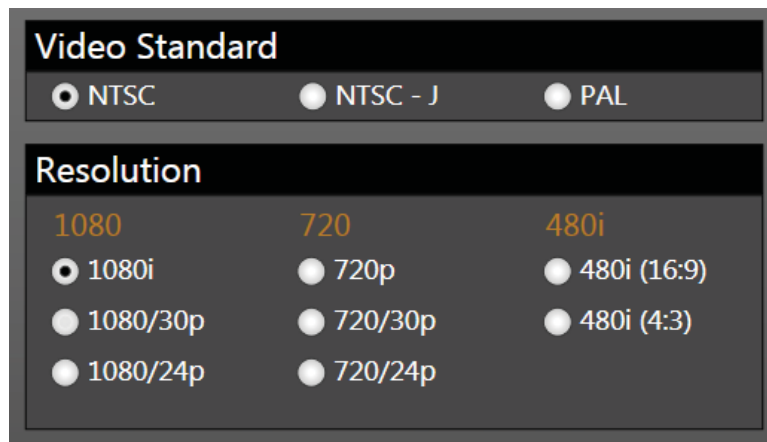 Video Standard
NTSC NTSC - J PAL
Resolution
1080 720 480i
1080i 720p 480i (16:9)
1080/30p 720/30p 480i (4:3)
1080/24p 720/24p